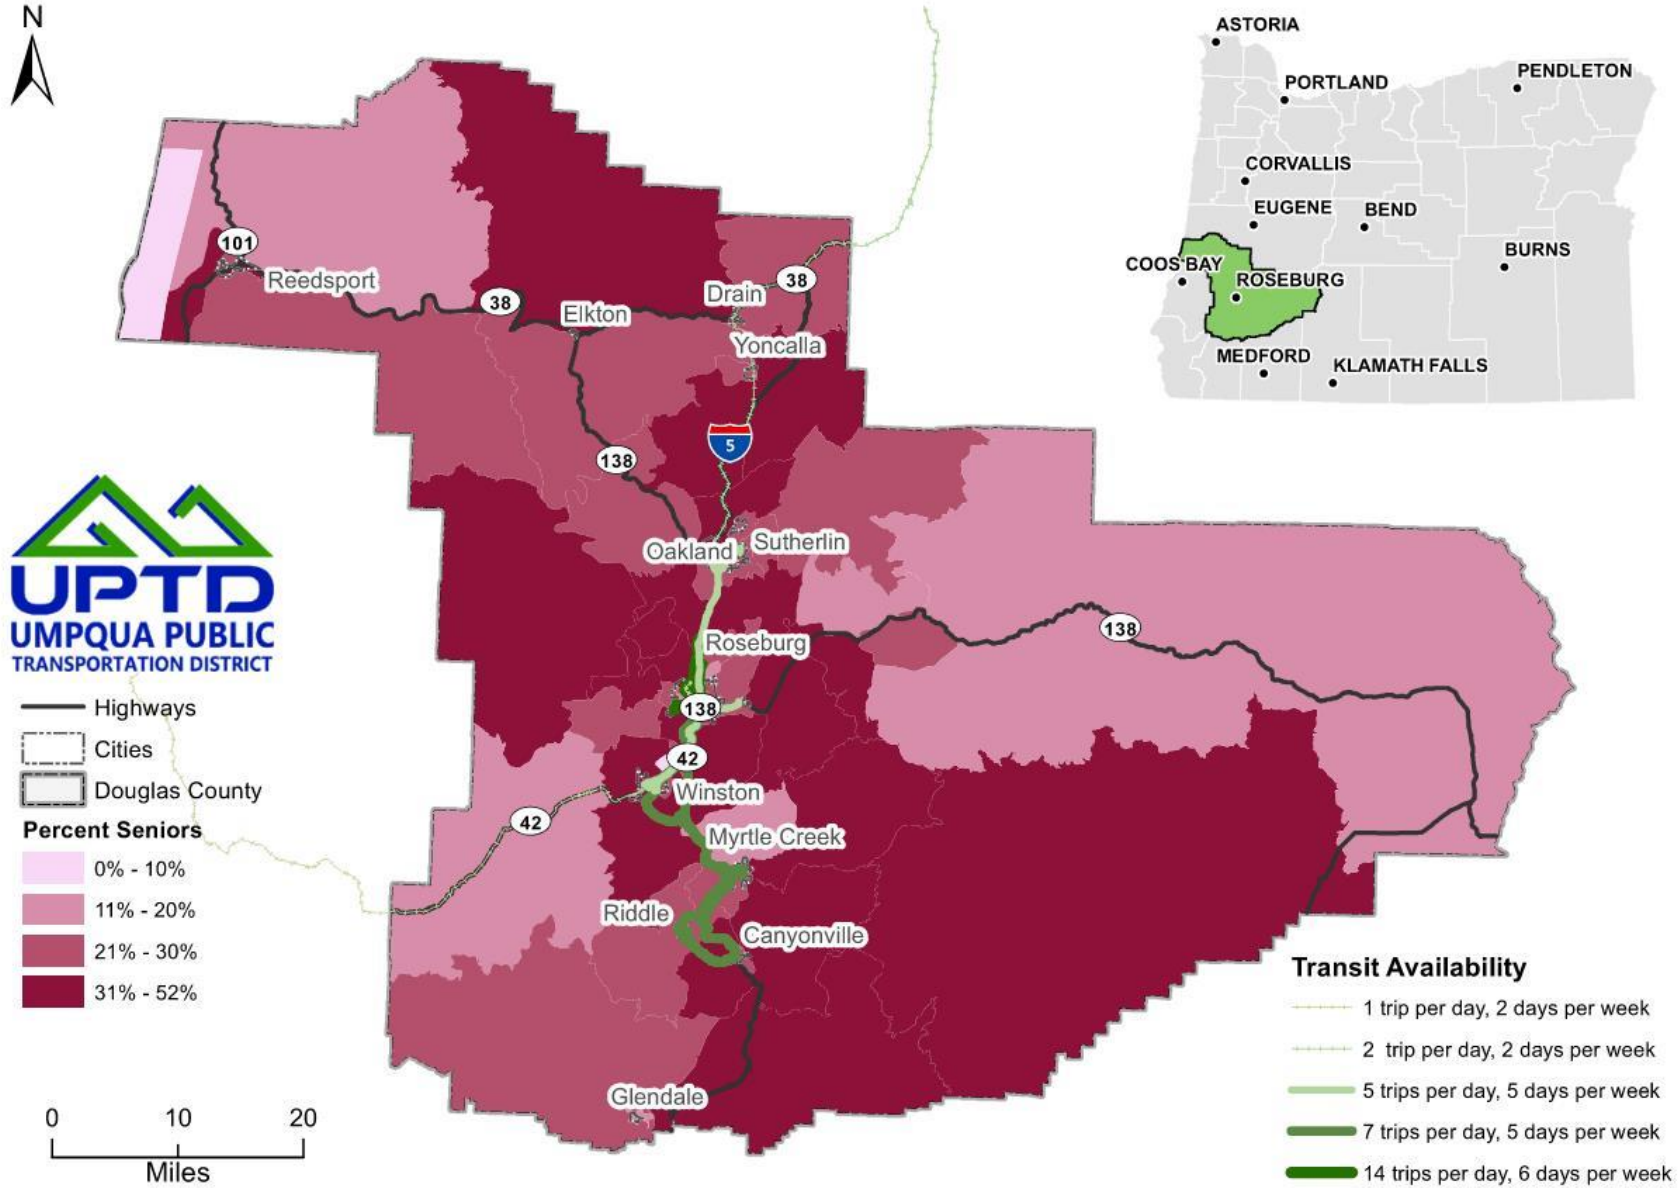 N
ASTORIA
PORTLAND
PENDLETON
CORVALLIS
EUGENE
BEND
BURNS
COOS BAY
ROSEBURG
MEDFORD
KLAMATH FALLS
101
Reedsport
38
38
Drain
Elkton
Yoncalla
5
138
Oakland
Sutherlin
138
Roseburg
138
42
Winston
42
Myrtle Creek
Riddle
Canyonville
Glendale
UPTD
UMPQUA PUBLIC
TRANSPORTATION DISTRICT
Highways
Cities
Douglas County
Percent Seniors
0% - 10%
11% - 20%
21% - 30%
31% - 52%
0 10 20
Miles
Transit Availability
1 trip per day, 2 days per week
2 trip per day, 2 days per week
5 trips per day, 5 days per week
7 trips per day, 5 days per week
14 trips per day, 6 days per week